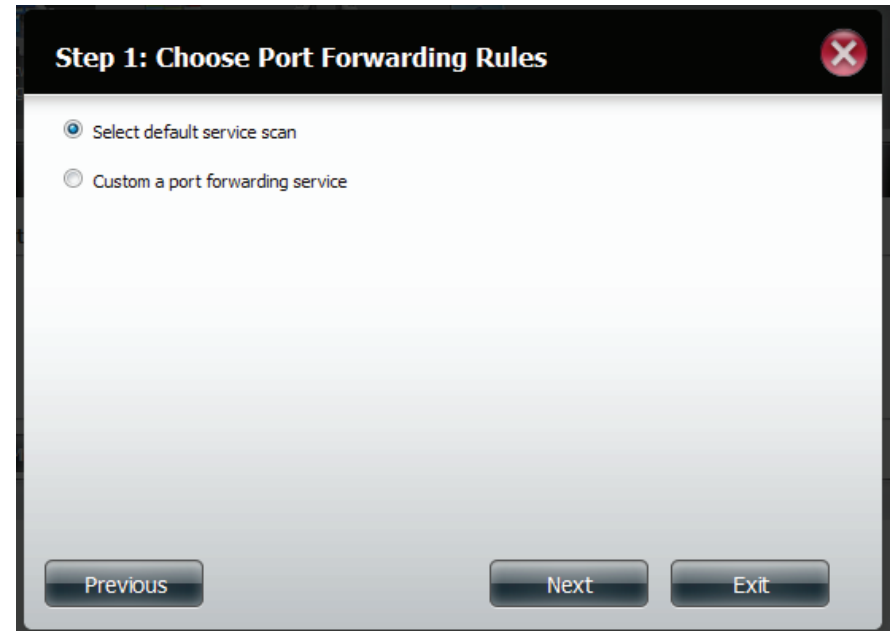 Step 1: Choose Port Forwarding Rules
Select default service scan
Custom a port forwarding service
Previous
Next
Exit